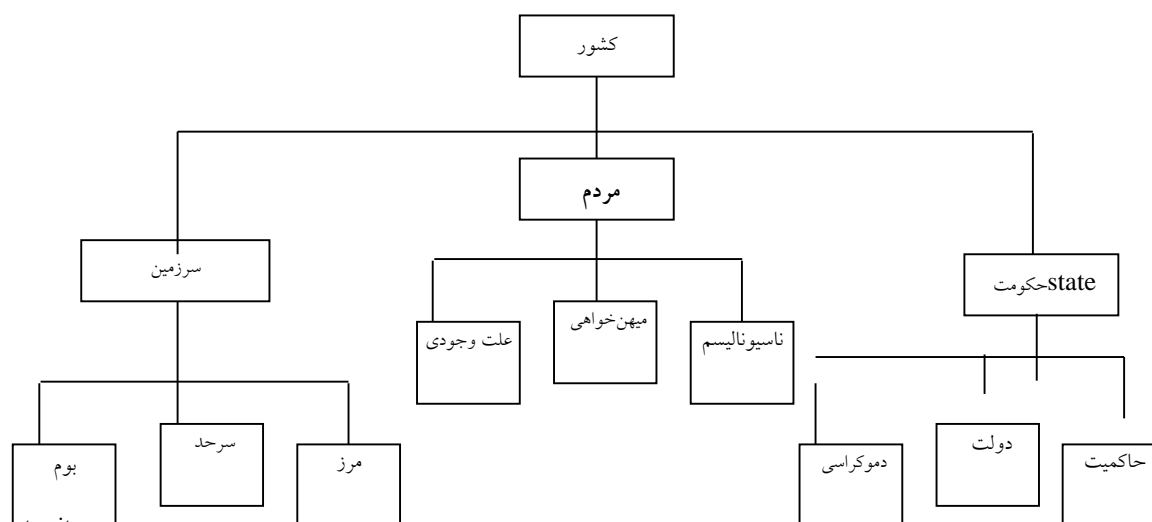 کشور
مردم
سرزمین
stateحکومت
علت وجودی
میهن‌خواهی
ناسیونالیسم
بوم
سرحد
مرز
دموکراسی
دولت
حاکمیت